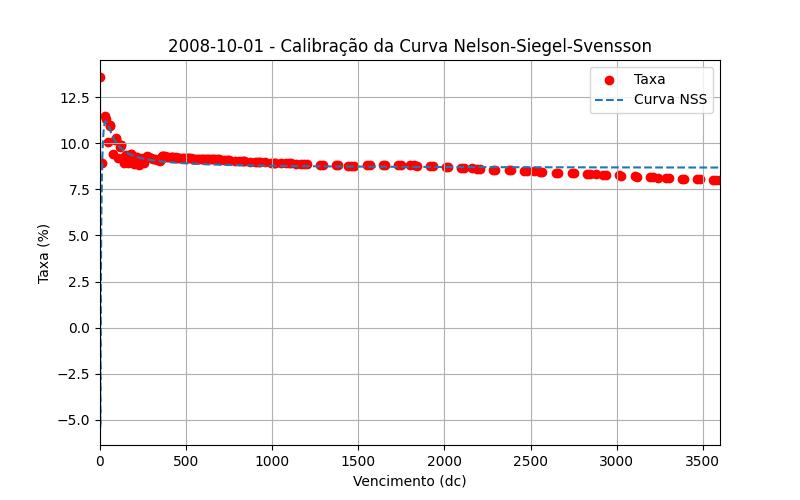 2008-10-01 - Calibração da Curva Nelson-Siegel-Svensson
Taxa
Curva NSS
12.5
10.0
7.5
5.0
2.5
0.0
−2.5
−5.0
Taxa (%)
0 500 1000 1500 2000 2500 3000 3500
Vencimento (dc)